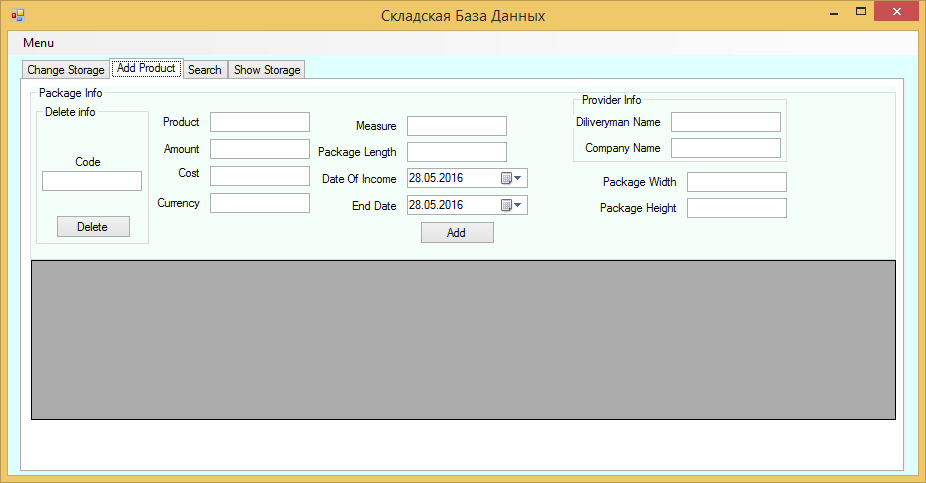 Складская База Данных
Menu
Change Storage Add Product Search Show Storage
Package Info
Delete info
Code
Delete
Product
Amount
Cost
Currency
Measure
Package Length
Date Of Income 28.05.2016
End Date 28.05.2016
Add
Provider Info
Diliveryman Name
Company Name
Package Width
Package Height